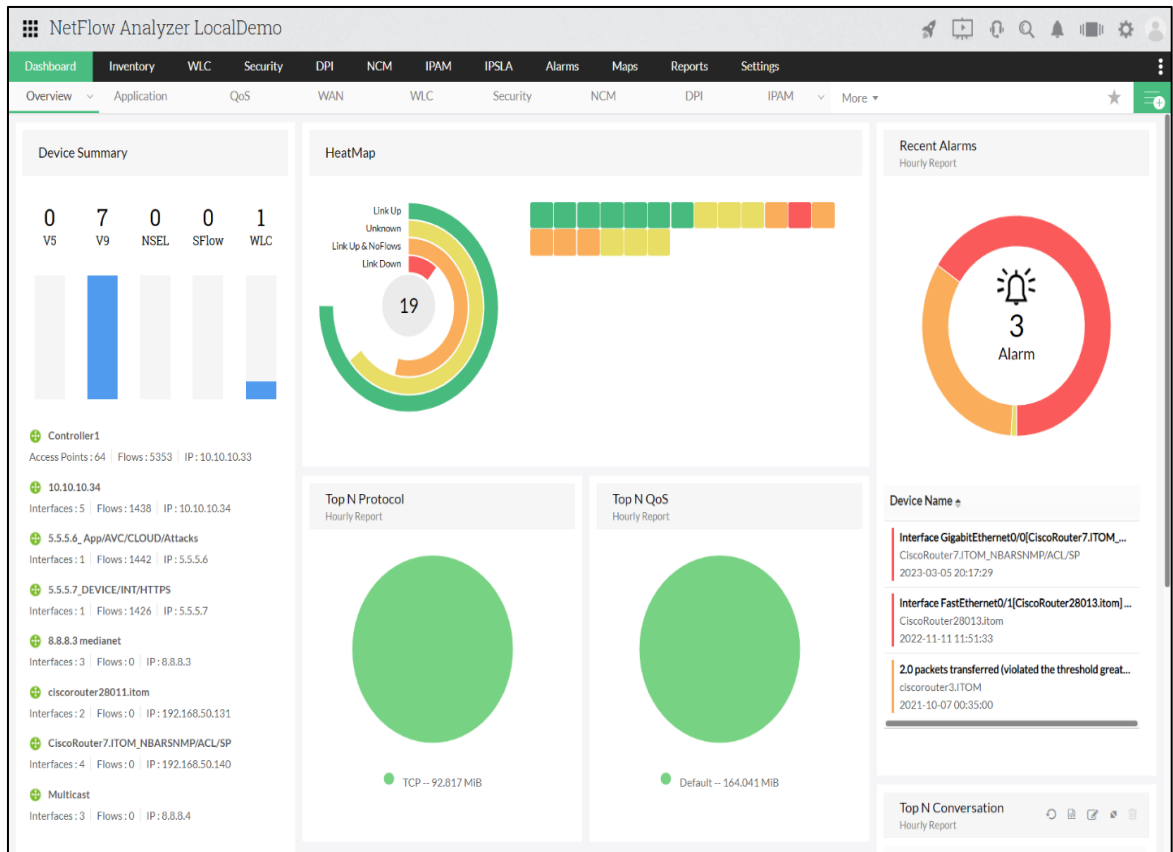 NetFlow Analyzer LocalDemo
Dashboard Inventory WLC Security DPI NCM IPAM IPSLA Alarms Maps Reports Settings
Overview Application QoS WAN WLC Security NCM DPI IPAM More
Device Summary
0 7 0 0 1
V5 V9 NSEL SFlow WLC
Controller1
Access Points : 64 Flows : 5353 IP : 10.10.10.33
10.10.10.34
Interfaces : 5 Flows : 1438 IP : 10.10.10.34
5.5.5.6_ App/AVC/CLOUD/Attacks
Interfaces : 1 Flows : 1442 IP : 5.5.5.6
5.5.5.7_DEVICE/INT/HTTPS
Interfaces : 1 Flows : 1426 IP : 5.5.5.7
8.8.8.3 medianet
Interfaces : 3 Flows : 0 IP : 8.8.8.3
ciscorouter28011.itom
Interfaces : 2 Flows : 0 IP : 192.168.50.131
CiscoRouter7.ITOM_NBARSNMP/ACL/SP
Interfaces : 4 Flows : 0 IP : 192.168.50.140
Multicast
Interfaces : 3 Flows : 0 IP : 8.8.8.4
HeatMap
Link Up
Unknown
Link Up & NoFlows
Link Down
19
Top N Protocol
Hourly Report
TCP -- 92.817 MiB
Top N QoS
Hourly Report
Default -- 164.041 MiB
Recent Alarms
Hourly Report
3
Alarm
Device Name
Interface GigabitEthernet0/0[CiscoRouter7.ITOM_...
CiscoRouter7.ITOM_NBARSNMP/ACL/SP
2023-03-05 20:17:29
Interface FastEthernet0/1[CiscoRouter28013.itom] ...
CiscoRouter28013.itom
2022-11-11 11:51:33
2.0 packets transferred (violated the threshold great...
ciscorouter3.ITOM
2021-10-07 00:35:00
Top N Conversation
Hourly Report